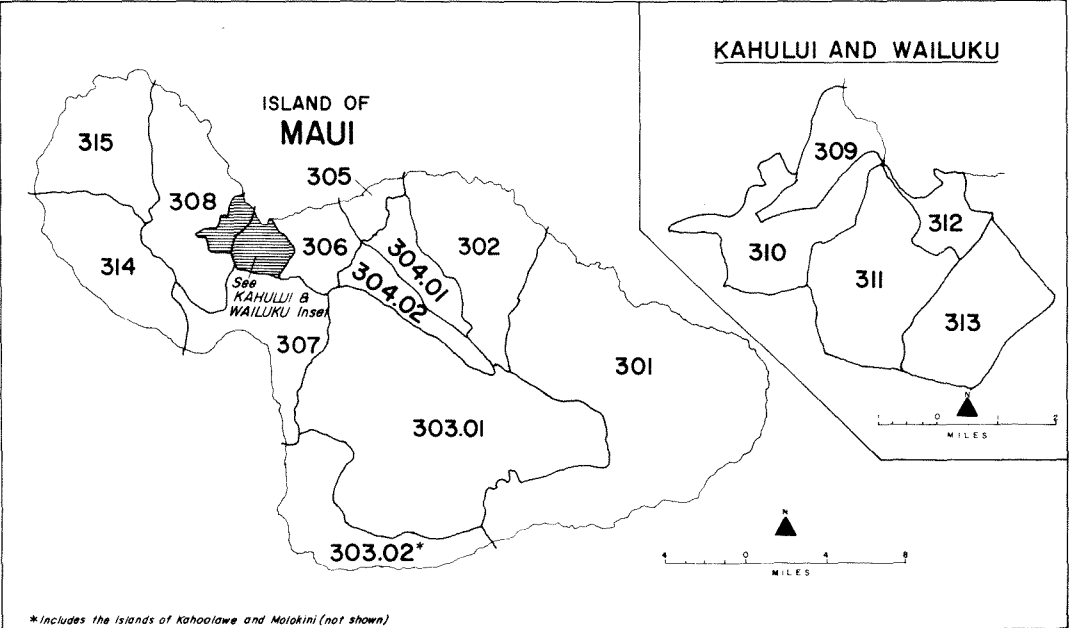 KAHULUI AND WAILUKU
ISLAND OF
MAUI
315
305
309
308
302
312
306
304.01
310
314
304.02
311
See
KAHULUI &
WAILUKU Inset
313
307
301
303.01
N
1 0 1 2
MILES
N
303.02*
4 0 4 8
MILES
*Includes the Islands of Kahoolawe and Molokini (not shown)